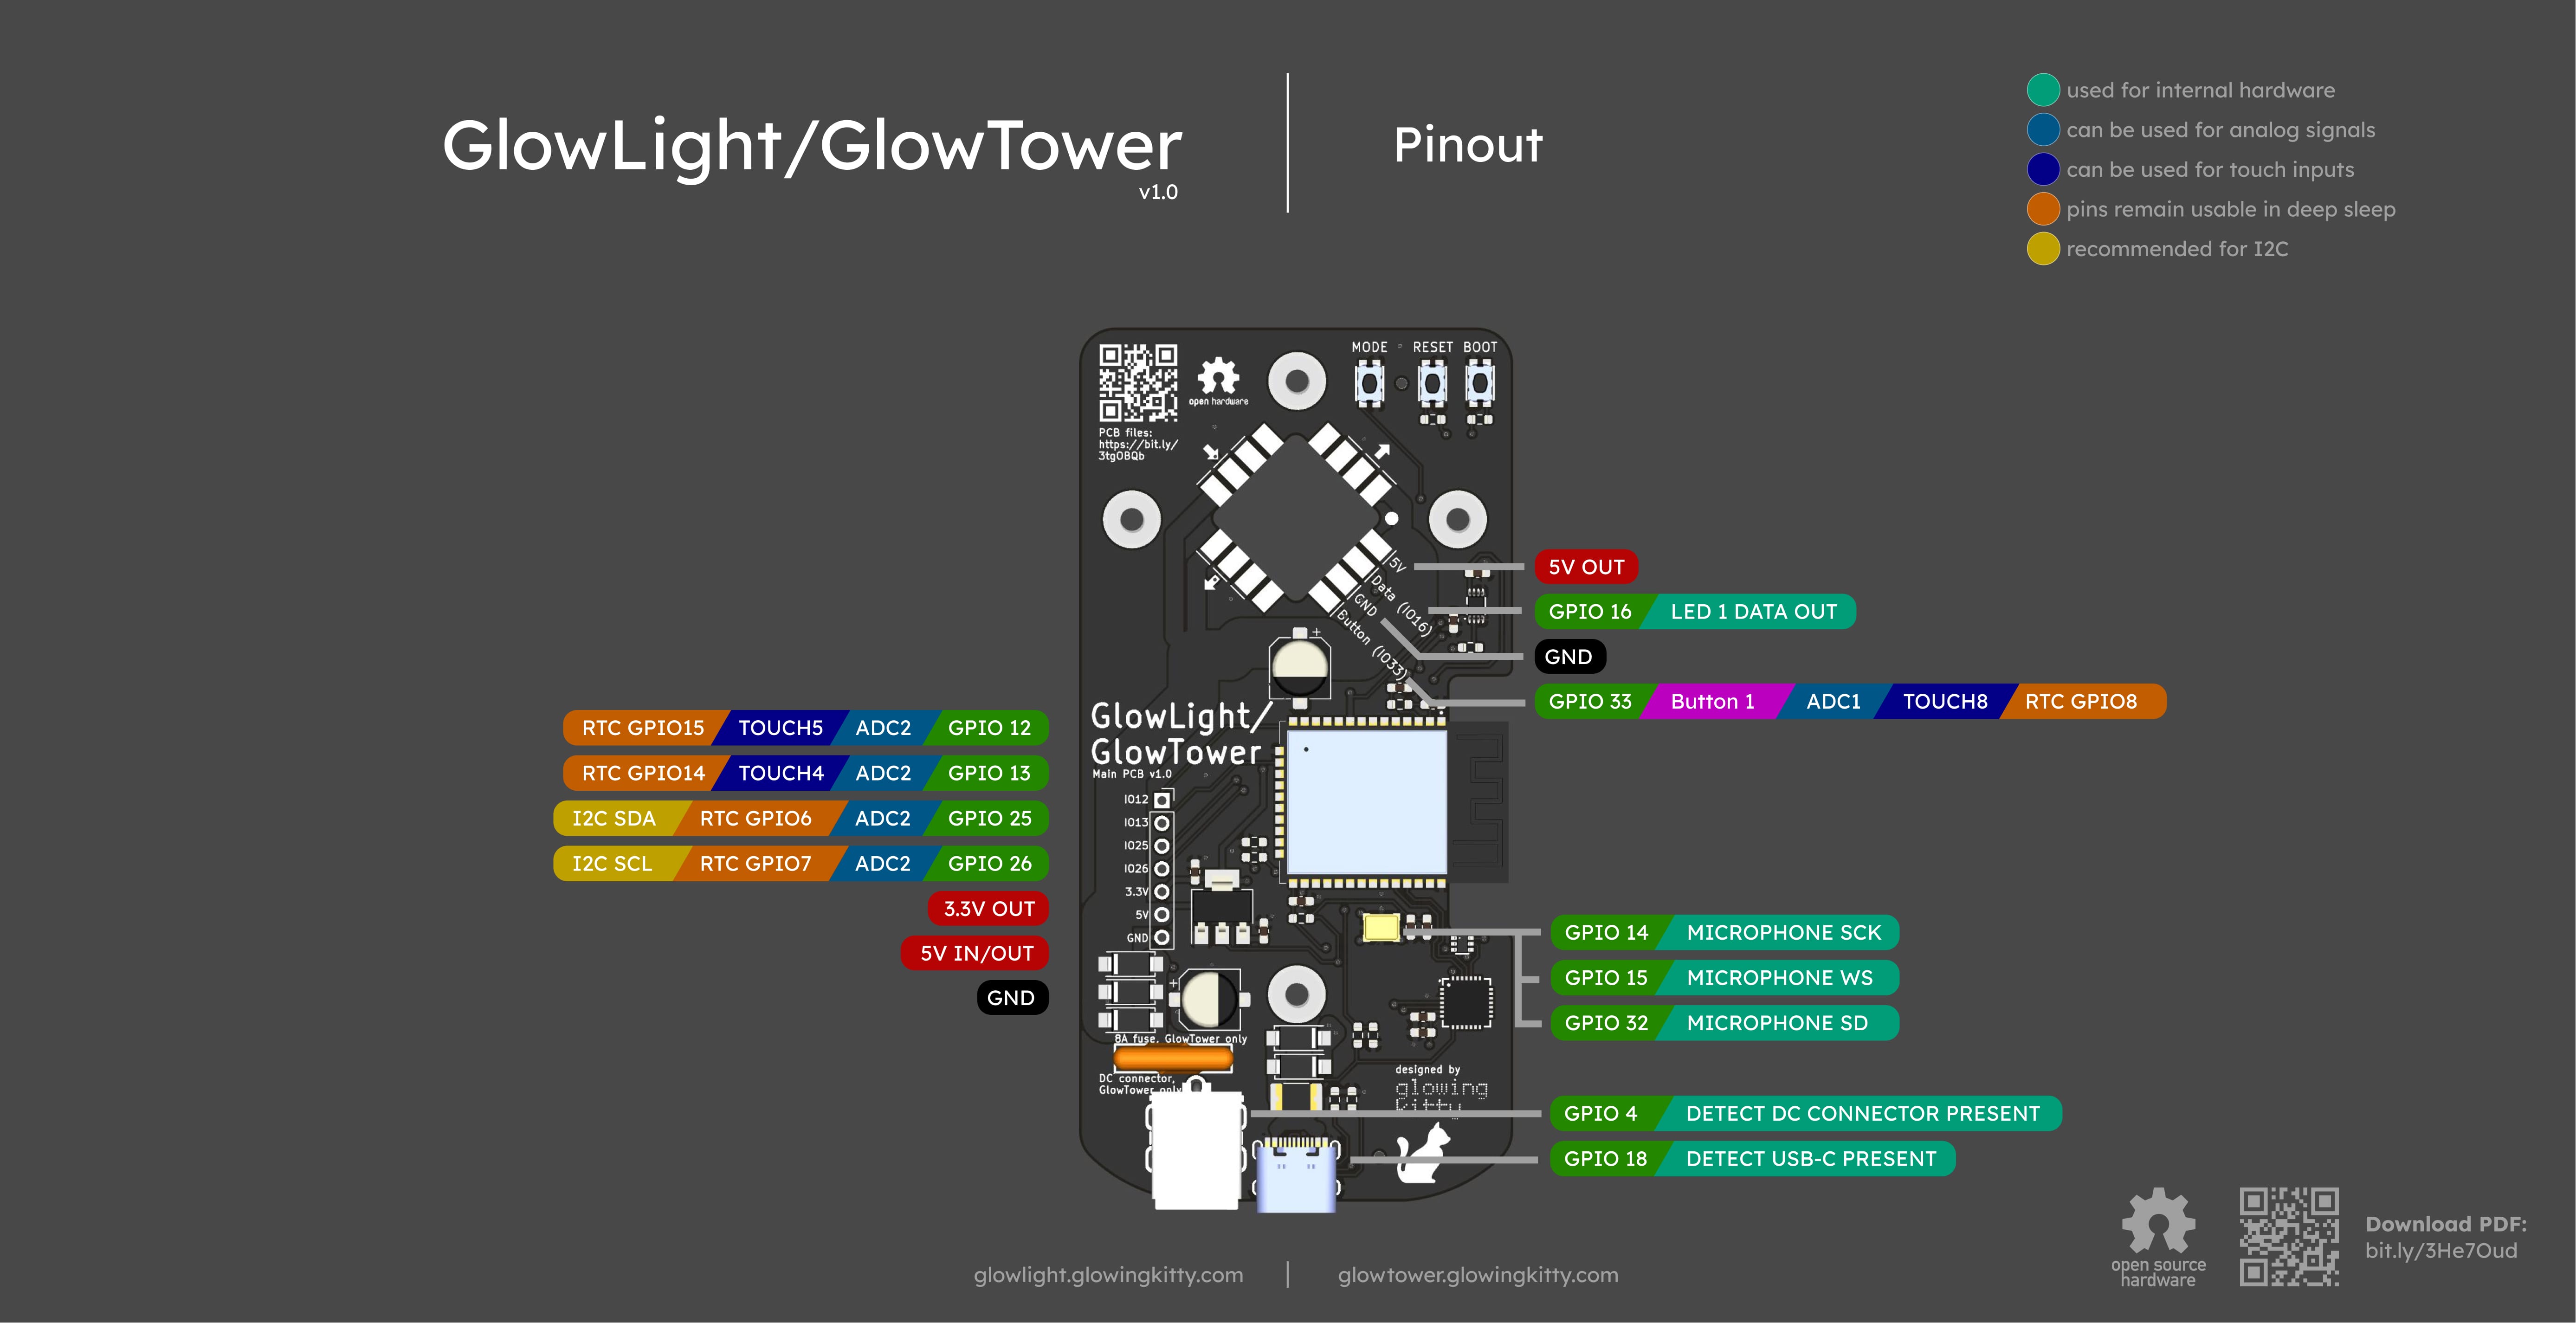 GlowLight/GlowTower
v1.0
Pinout
used for internal hardware
can be used for analog signals
can be used for touch inputs
pins remain usable in deep sleep
recommended for I2C
MODE RESET BOOT
open hardware
PCB files:
https://bit.ly/
3tgOBQb
5V
Data (IO16)
GND
Button (IO33)
5V OUT
GPIO 16 LED 1 DATA OUT
GND
GPIO 33 Button 1 ADC1 TOUCH8 RTC GPIO8
GlowLight/
GlowTower
Main PCB v1.0
RTC GPIO15 TOUCH5 ADC2 GPIO 12
RTC GPIO14 TOUCH4 ADC2 GPIO 13
I2C SDA RTC GPIO6 ADC2 GPIO 25
I2C SCL RTC GPIO7 ADC2 GPIO 26
3.3V OUT
5V IN/OUT
GND
IO12
IO13
IO25
IO26
3.3V
5V
GND
GPIO 14 MICROPHONE SCK
GPIO 15 MICROPHONE WS
GPIO 32 MICROPHONE SD
8A fuse. GlowTower only
DC connector,
GlowTower only
designed by
glowing
kitty
GPIO 4 DETECT DC CONNECTOR PRESENT
GPIO 18 DETECT USB-C PRESENT
glowlight.glowingkitty.com | glowtower.glowingkitty.com
open source
hardware
Download PDF:
bit.ly/3He7Oud